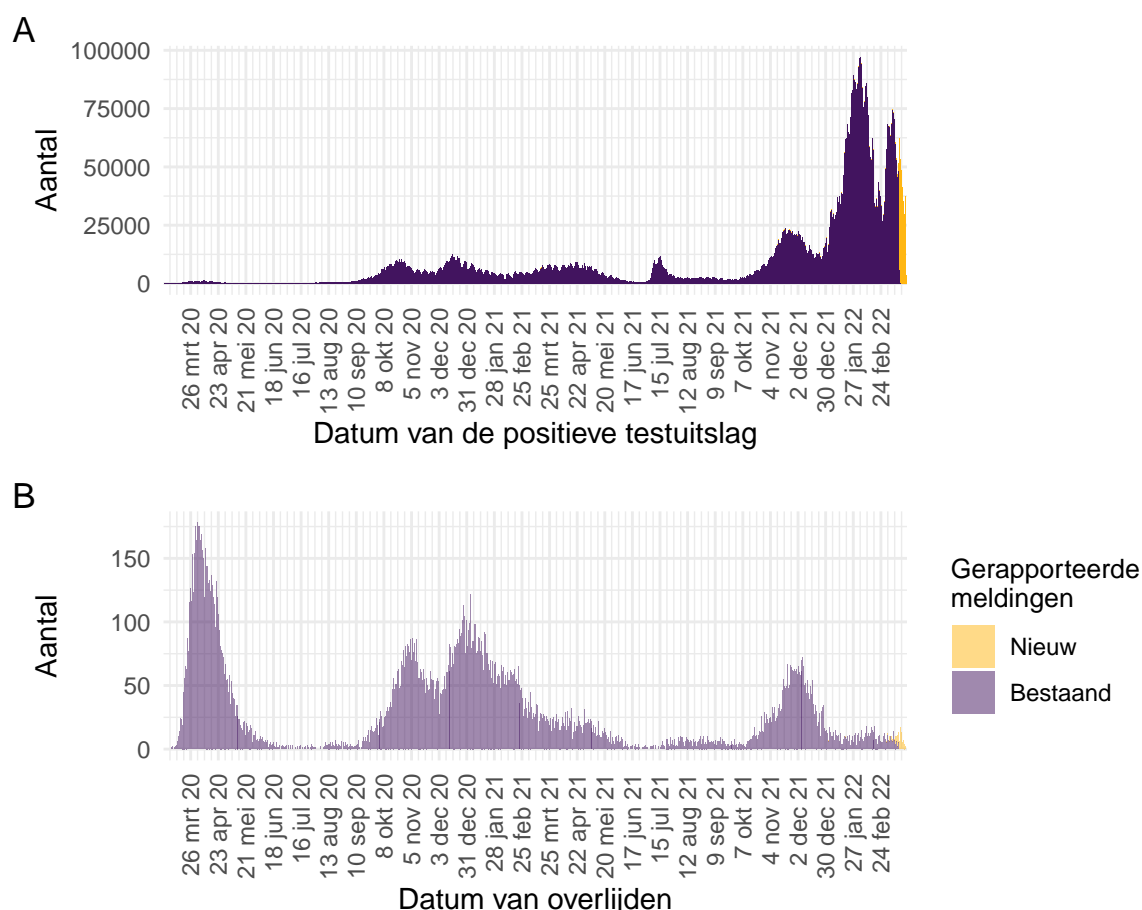 A
100000
75000
50000
25000
0
Aantal
26 mrt 20
23 apr 20
21 mei 20
18 jun 20
16 jul 20
13 aug 20
10 sep 20
8 okt 20
5 nov 20
3 dec 20
31 dec 20
28 jan 21
25 feb 21
25 mrt 21
22 apr 21
20 mei 21
17 jun 21
15 jul 21
12 aug 21
9 sep 21
7 okt 21
4 nov 21
2 dec 21
30 dec 21
27 jan 22
24 feb 22
Datum van de positieve testuitslag
B
150
100
50
0
Aantal
26 mrt 20
23 apr 20
21 mei 20
18 jun 20
16 jul 20
13 aug 20
10 sep 20
8 okt 20
5 nov 20
3 dec 20
31 dec 20
28 jan 21
25 feb 21
25 mrt 21
22 apr 21
20 mei 21
17 jun 21
15 jul 21
12 aug 21
9 sep 21
7 okt 21
4 nov 21
2 dec 21
30 dec 21
27 jan 22
24 feb 22
Datum van overlijden
Gerapporteerde
meldingen
Nieuw
Bestaand